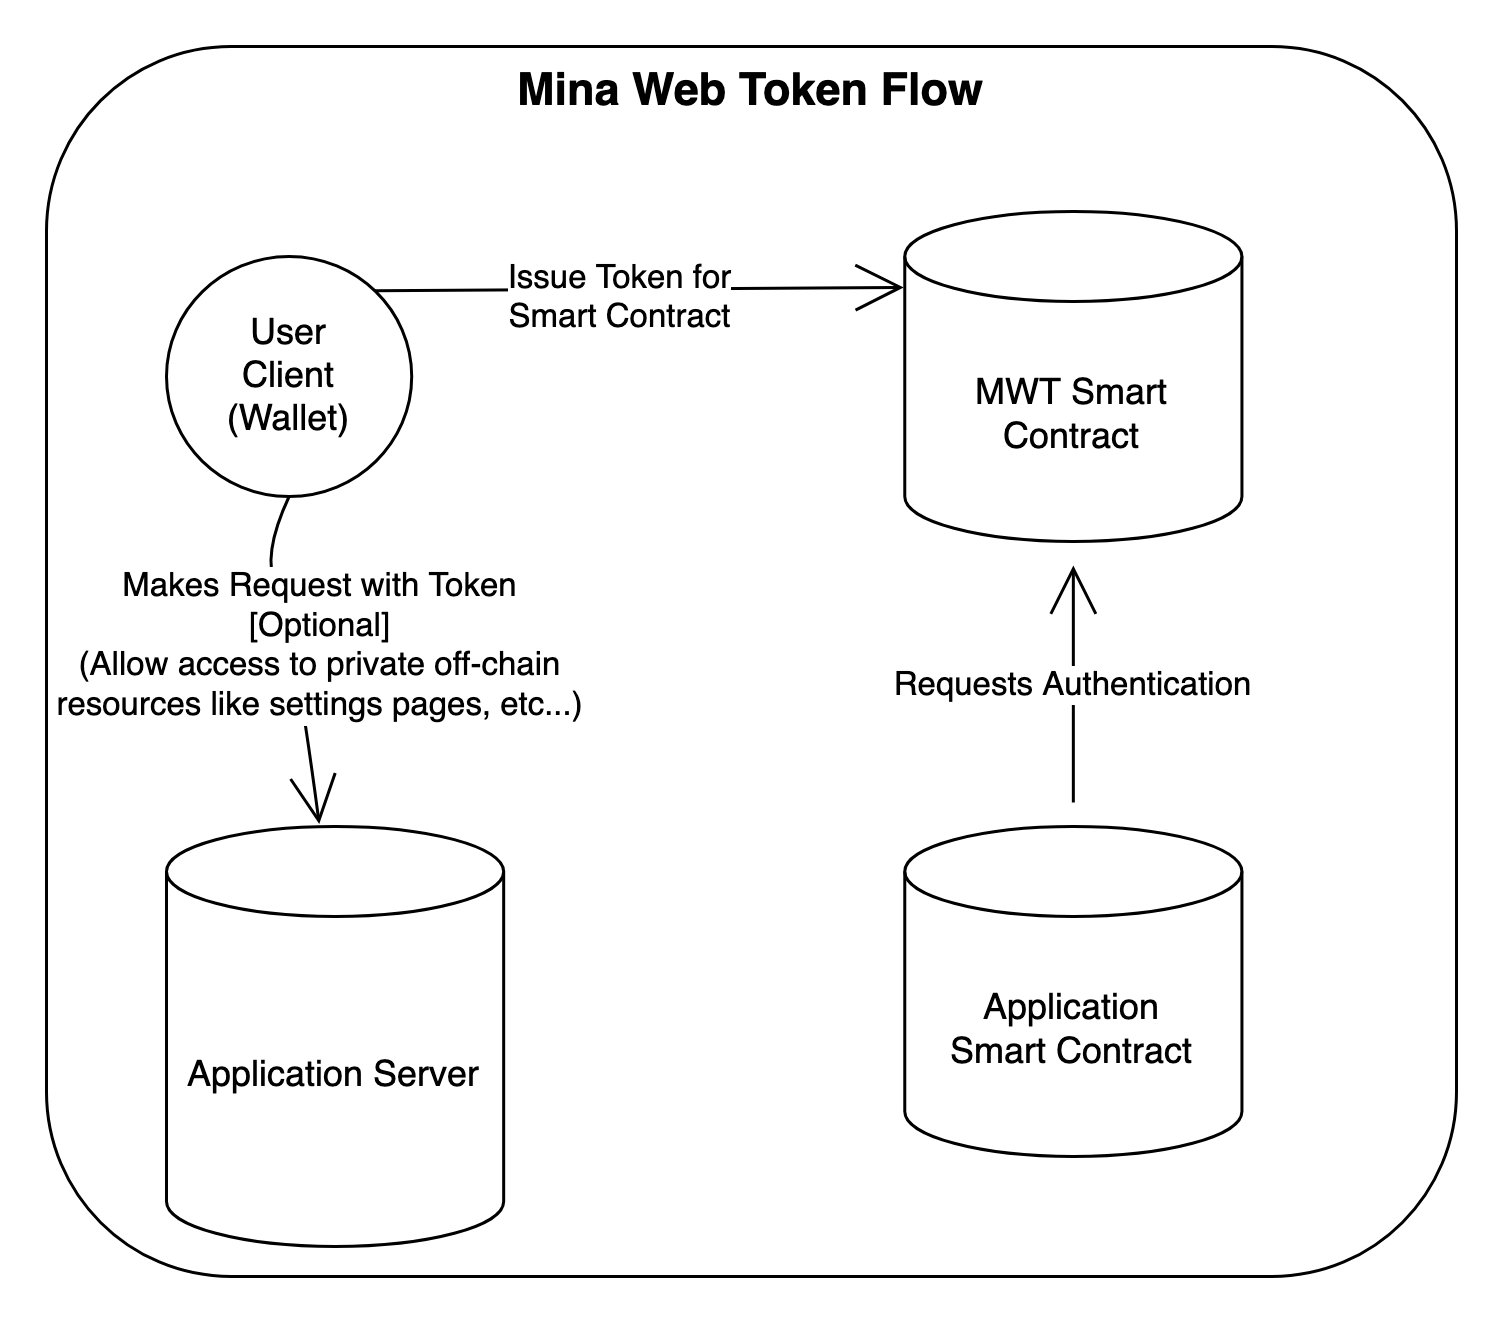 Mina Web Token Flow
Issue Token for
Smart Contract
User
Client
(Wallet)
MWT Smart
Contract
Makes Request with Token
[Optional]
(Allow access to private off-chain
resources like settings pages, etc...)
Requests Authentication
Application Server
Application
Smart Contract